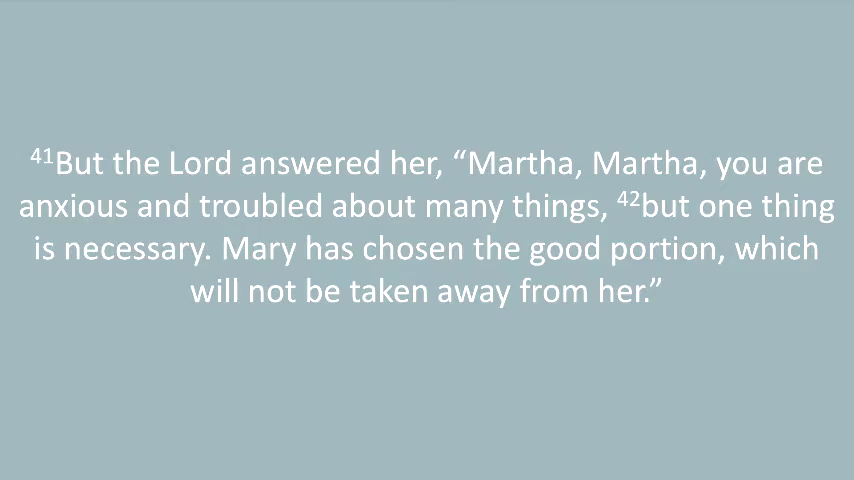 ⁴¹But the Lord answered her, “Martha, Martha, you are
anxious and troubled about many things, ⁴²but one thing
is necessary. Mary has chosen the good portion, which
will not be taken away from her.”